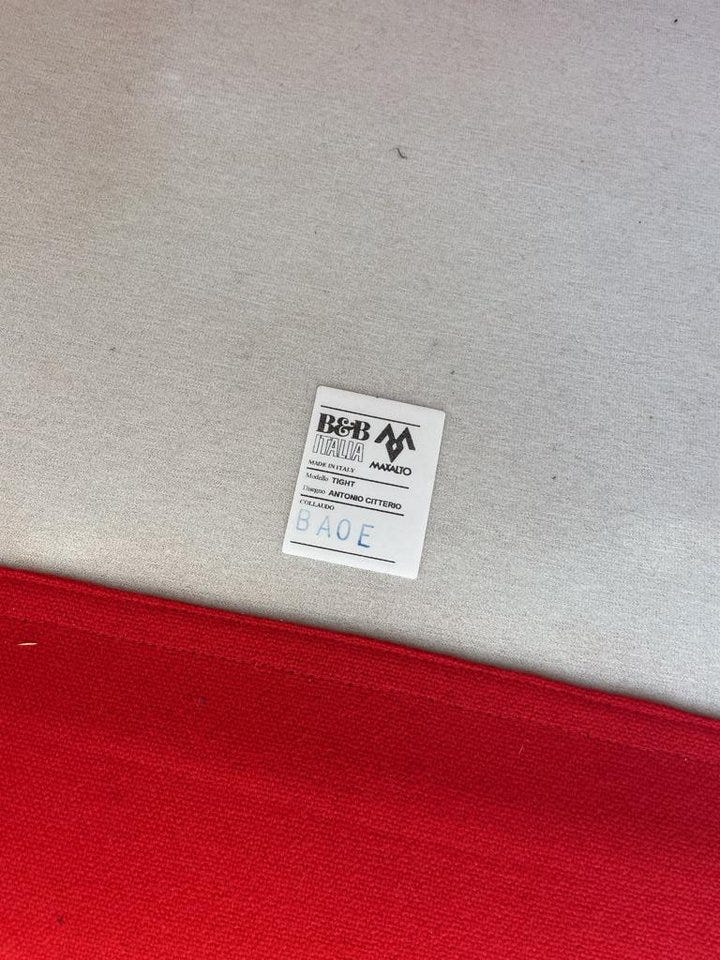 B&B
ITALIA
MAXALTO
MADE IN ITALY
Modello TIGHT
Disegno ANTONIO CITTERIO
COLLAUDO
BAOE